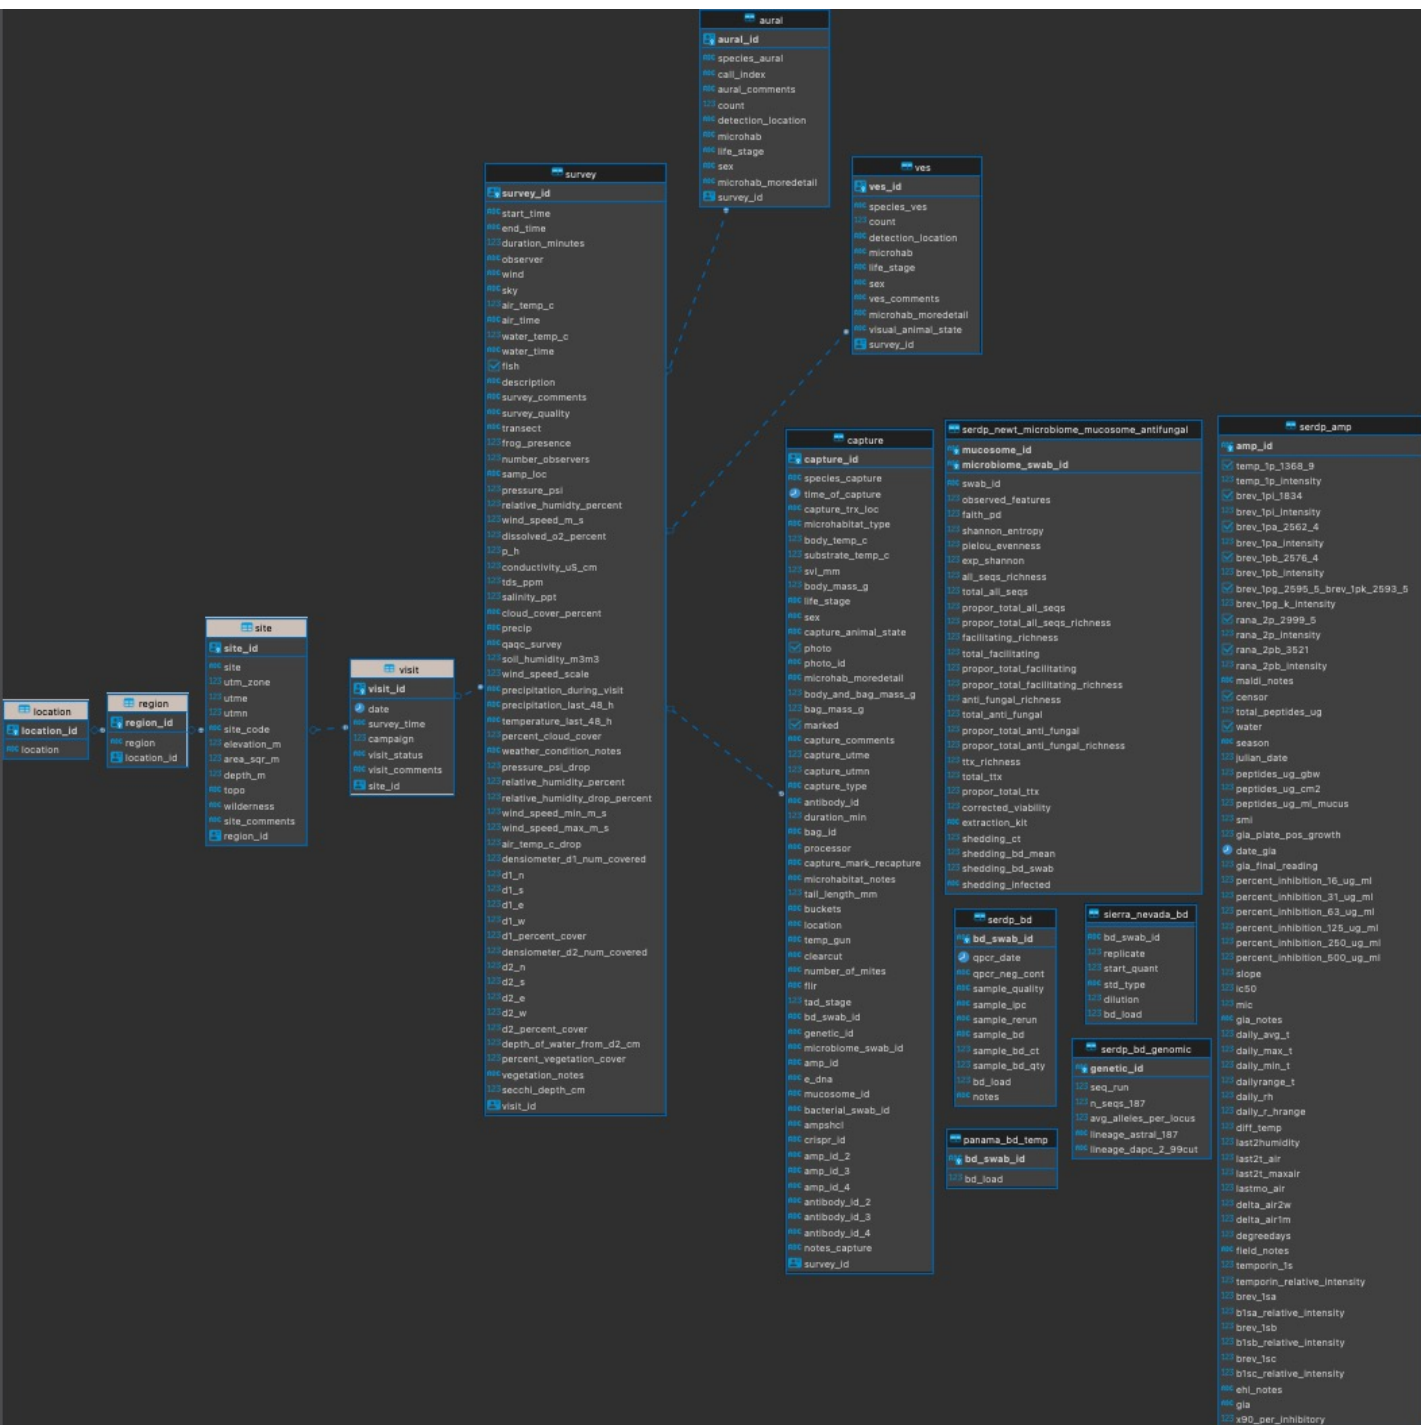 location
location_id
location
region
region_id
region
location_id
site
site_id
site
utm_zone
utme
utmn
site_code
elevation_m
area_sqr_m
depth_m
topo
wilderness
site_comments
region_id
visit
visit_id
date
survey_time
campaign
visit_status
visit_comments
site_id
survey
survey_id
start_time
end_time
duration_minutes
observer
wind
sky
air_temp_c
air_time
water_temp_c
water_time
fish
description
survey_comments
survey_quality
transect
frog_presence
number_observers
samp_loc
pressure_psi
relative_humidty_percent
wind_speed_m_s
dissolved_o2_percent
p_h
conductivity_uS_cm
tds_ppm
salinity_ppt
cloud_cover_percent
precip
qaqc_survey
soil_humidity_m3m3
wind_speed_scale
precipitation_during_visit
precipitation_last_48_h
temperature_last_48_h
percent_cloud_cover
weather_condition_notes
pressure_psi_drop
relative_humidity_percent
relative_humidity_drop_percent
wind_speed_min_m_s
wind_speed_max_m_s
air_temp_c_drop
densiometer_d1_num_covered
d1_n
d1_s
d1_e
d1_w
d1_percent_cover
densiometer_d2_num_covered
d2_n
d2_s
d2_e
d2_w
d2_percent_cover
depth_of_water_from_d2_cm
percent_vegetation_cover
vegetation_notes
secchi_depth_cm
visit_id
aural
aural_id
species_aural
call_index
aural_comments
count
detection_location
microhab
life_stage
sex
microhab_moredetail
survey_id
ves
ves_id
species_ves
count
detection_location
microhab
life_stage
sex
ves_comments
microhab_moredetail
visual_animal_state
survey_id
capture
capture_id
species_capture
time_of_capture
capture_trx_loc
microhabitat_type
body_temp_c
substrate_temp_c
svl_mm
body_mass_g
life_stage
sex
capture_animal_state
photo
photo_id
microhab_moredetail
body_and_bag_mass_g
bag_mass_g
marked
capture_comments
capture_utme
capture_utmn
capture_type
antibody_id
duration_min
bag_id
processor
capture_mark_recapture
microhabitat_notes
tail_length_mm
buckets
location
temp_gun
clearcut
number_of_mites
flir
tad_stage
bd_swab_id
genetic_id
microbiome_swab_id
amp_id
e_dna
mucosome_id
bacterial_swab_id
ampshcl
crispr_id
amp_id_2
amp_id_3
amp_id_4
antibody_id_2
antibody_id_3
antibody_id_4
notes_capture
survey_id
serdp_newt_microbiome_mucosome_antifungal
mucosome_id
microbiome_swab_id
swab_id
observed_features
faith_pd
shannon_entropy
pielou_evenness
exp_shannon
all_seqs_richness
total_all_seqs
propor_total_all_seqs
propor_total_all_seqs_richness
facilitating_richness
total_facilitating
propor_total_facilitating
propor_total_facilitating_richness
anti_fungal_richness
total_anti_fungal
propor_total_anti_fungal
propor_total_anti_fungal_richness
ttx_richness
total_ttx
propor_total_ttx
corrected_viability
extraction_kit
shedding_ct
shedding_bd_mean
shedding_bd_swab
shedding_infected
serdp_bd
bd_swab_id
qpcr_date
qpcr_neg_cont
sample_quality
sample_ipc
sample_rerun
sample_bd
sample_bd_ct
sample_bd_qty
bd_load
notes
sierra_nevada_bd
bd_swab_id
replicate
start_quant
std_type
dilution
bd_load
serdp_bd_genomic
genetic_id
seq_run
n_seqs_187
avg_alleles_per_locus
lineage_astral_187
lineage_dapc_2_99cut
panama_bd_temp
bd_swab_id
bd_load
serdp_amp
amp_id
temp_1p_1368_9
temp_1p_intensity
brev_1pl_1834
brev_1pl_intensity
brev_1pa_2562_4
brev_1pa_intensity
brev_1pb_2576_4
brev_1pb_intensity
brev_1pg_2595_5_brev_1pk_2593_5
brev_1pg_k_intensity
rana_2p_2999_5
rana_2p_intensity
rana_2pb_3521
rana_2pb_intensity
maldi_notes
censor
total_peptides_ug
water
season
julian_date
peptides_ug_gbw
peptides_ug_cm2
peptides_ug_ml_mucus
smi
gia_plate_pos_growth
date_gia
gia_final_reading
percent_inhibition_16_ug_ml
percent_inhibition_31_ug_ml
percent_inhibition_63_ug_ml
percent_inhibition_125_ug_ml
percent_inhibition_250_ug_ml
percent_inhibition_500_ug_ml
slope
ic50
mic
gia_notes
daily_avg_t
daily_max_t
daily_min_t
dailyrange_t
daily_rh
daily_r_hrange
diff_temp
last2humidity
last2t_air
last2t_maxair
lastmo_air
delta_air2w
delta_air1m
degreedays
field_notes
temporin_1s
temporin_relative_intensity
brev_1sa
b1sa_relative_intensity
brev_1sb
b1sb_relative_intensity
brev_1sc
b1sc_relative_intensity
ehl_notes
gia
x90_per_inhibitory